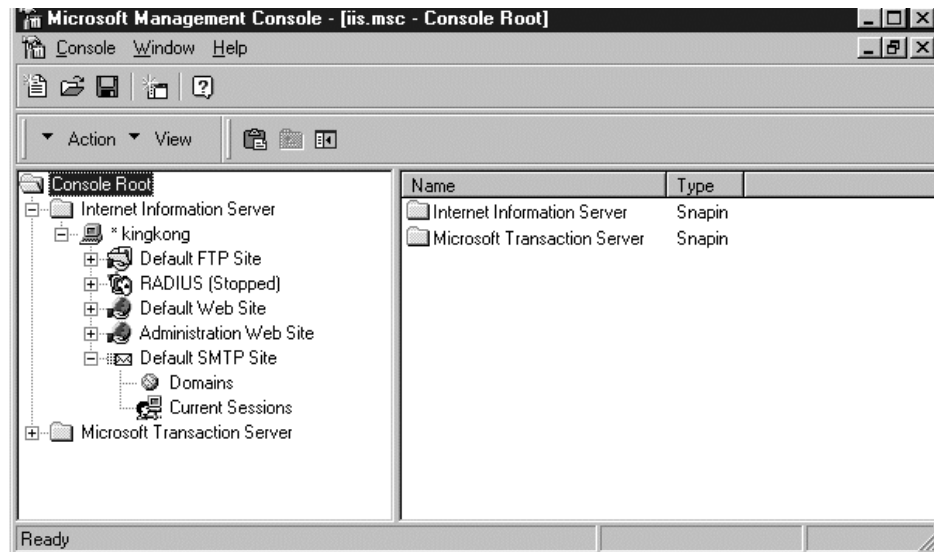 Microsoft Management Console - [iis.msc - Console Root]
Console Window Help
Action View
Console Root
Internet Information Server
* kingkong
Default FTP Site
RADIUS (Stopped)
Default Web Site
Administration Web Site
Default SMTP Site
Domains
Current Sessions
Microsoft Transaction Server
Name Type
Internet Information Server Snapin
Microsoft Transaction Server Snapin
Ready